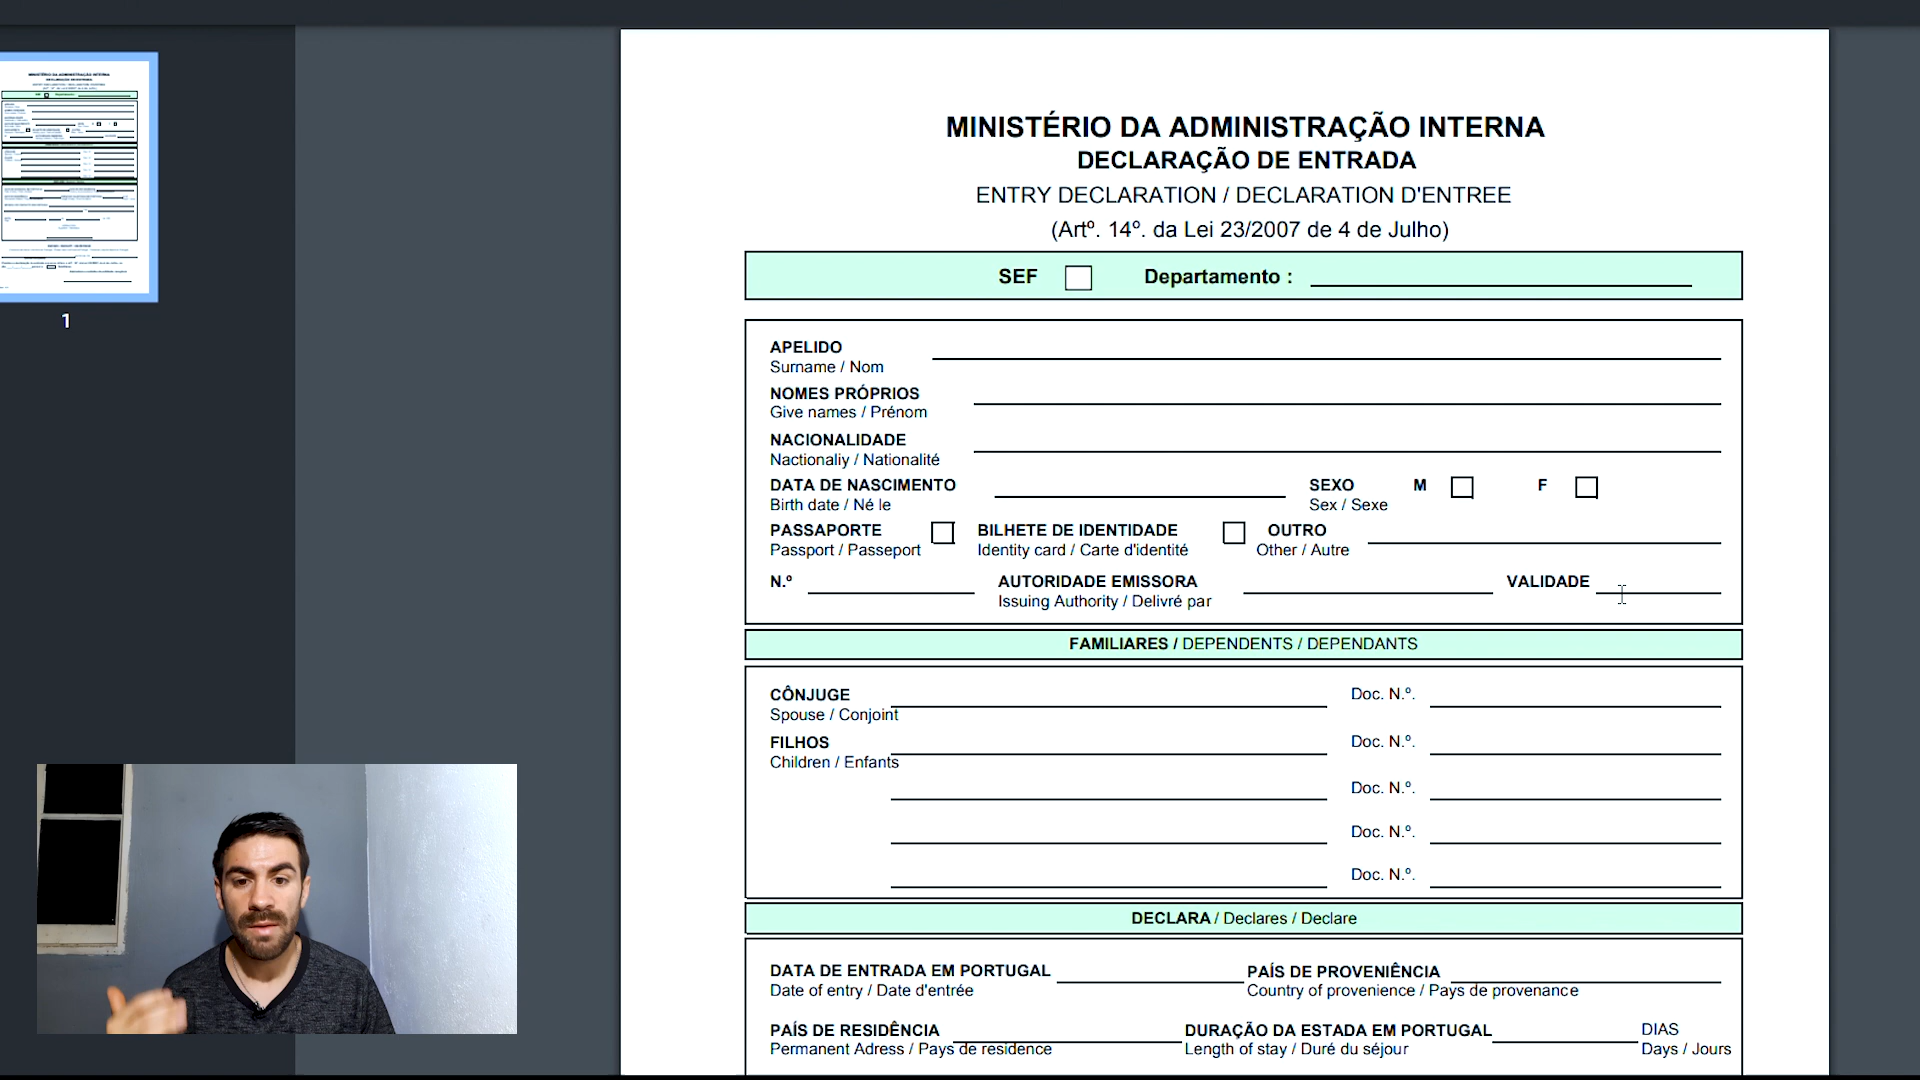 MINISTÉRIO DA ADMINISTRAÇÃO INTERNA
DECLARAÇÃO DE ENTRADA
ENTRY DECLARATION / DECLARATION D'ENTREE
(Artº. 14º. da Lei 23/2007 de 4 de Julho)
SEF Departamento :
APELIDO
Surname / Nom
NOMES PRÓPRIOS
Give names / Prénom
NACIONALIDADE
Nactionaliy / Nationalité
DATA DE NASCIMENTO SEXO M F
Birth date / Né le Sex / Sexe
PASSAPORTE BILHETE DE IDENTIDADE OUTRO
Passport / Passeport Identity card / Carte d'identité Other / Autre
N.º AUTORIDADE EMISSORA VALIDADE
Issuing Authority / Delivré par
FAMILIARES / DEPENDENTS / DEPENDANTS
CÔNJUGE Doc. N.º.
Spouse / Conjoint
FILHOS Doc. N.º.
Children / Enfants
Doc. N.º.
Doc. N.º.
Doc. N.º.
DECLARA / Declares / Declare
DATA DE ENTRADA EM PORTUGAL PAÍS DE PROVENIÊNCIA
Date of entry / Date d'entrée Country of provenience / Pays de provenance
PAÍS DE RESIDÊNCIA DURAÇÃO DA ESTADA EM PORTUGAL DIAS
Permanent Adress / Pays de residence Length of stay / Duré du séjour Days / Jours
1